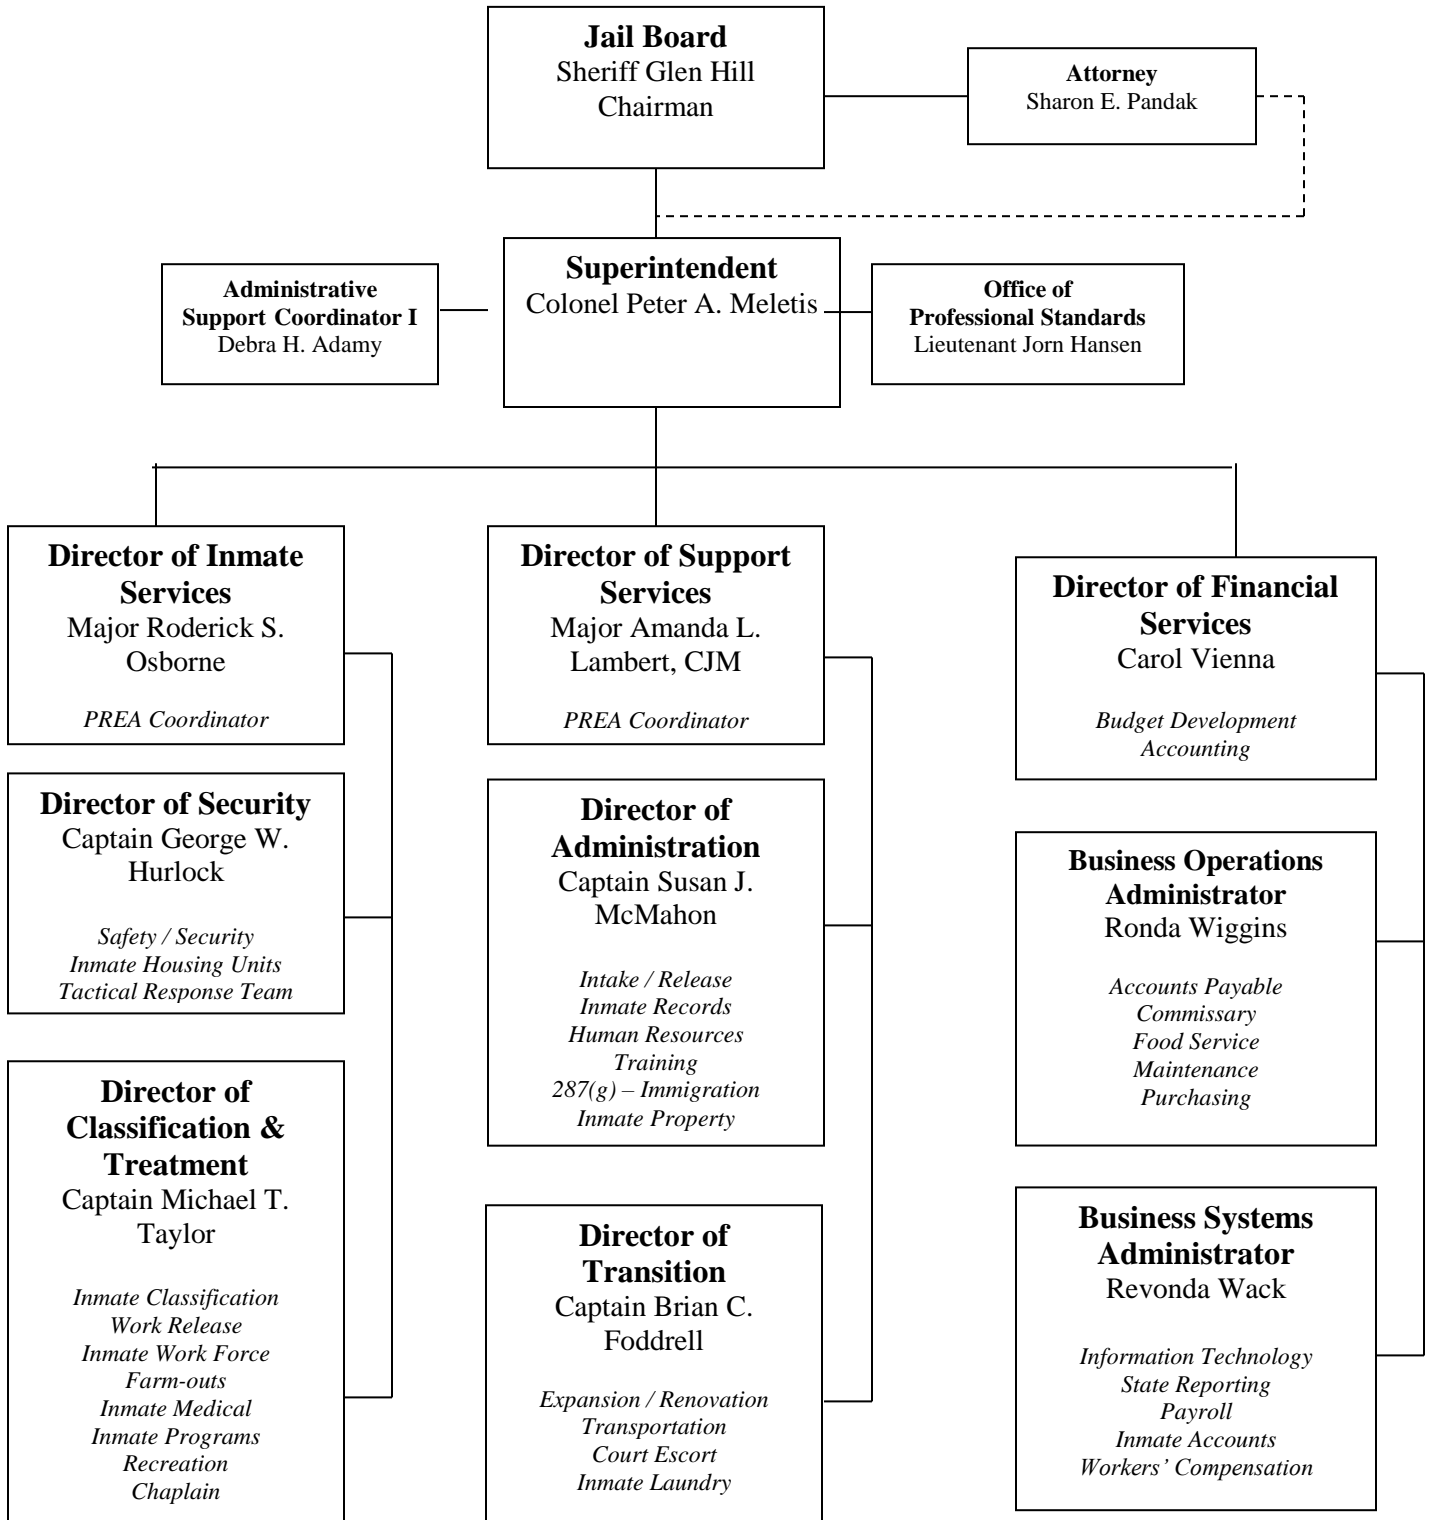 Jail Board
Sheriff Glen Hill
Chairman
Attorney
Sharon E. Pandak
Superintendent
Colonel Peter A. Meletis
Administrative
Support Coordinator I
Debra H. Adamy
Office of
Professional Standards
Lieutenant Jorn Hansen
Director of Inmate
Services
Major Roderick S.
Osborne
PREA Coordinator
Director of Security
Captain George W.
Hurlock
Safety / Security
Inmate Housing Units
Tactical Response Team
Director of
Classification &
Treatment
Captain Michael T.
Taylor
Inmate Classification
Work Release
Inmate Work Force
Farm-outs
Inmate Medical
Inmate Programs
Recreation
Chaplain
Director of Support
Services
Major Amanda L.
Lambert, CJM
PREA Coordinator
Director of
Administration
Captain Susan J.
McMahon
Intake / Release
Inmate Records
Human Resources
Training
287(g) – Immigration
Inmate Property
Director of
Transition
Captain Brian C.
Foddrell
Expansion / Renovation
Transportation
Court Escort
Inmate Laundry
Director of Financial
Services
Carol Vienna
Budget Development
Accounting
Business Operations
Administrator
Ronda Wiggins
Accounts Payable
Commissary
Food Service
Maintenance
Purchasing
Business Systems
Administrator
Revonda Wack
Information Technology
State Reporting
Payroll
Inmate Accounts
Workers’ Compensation